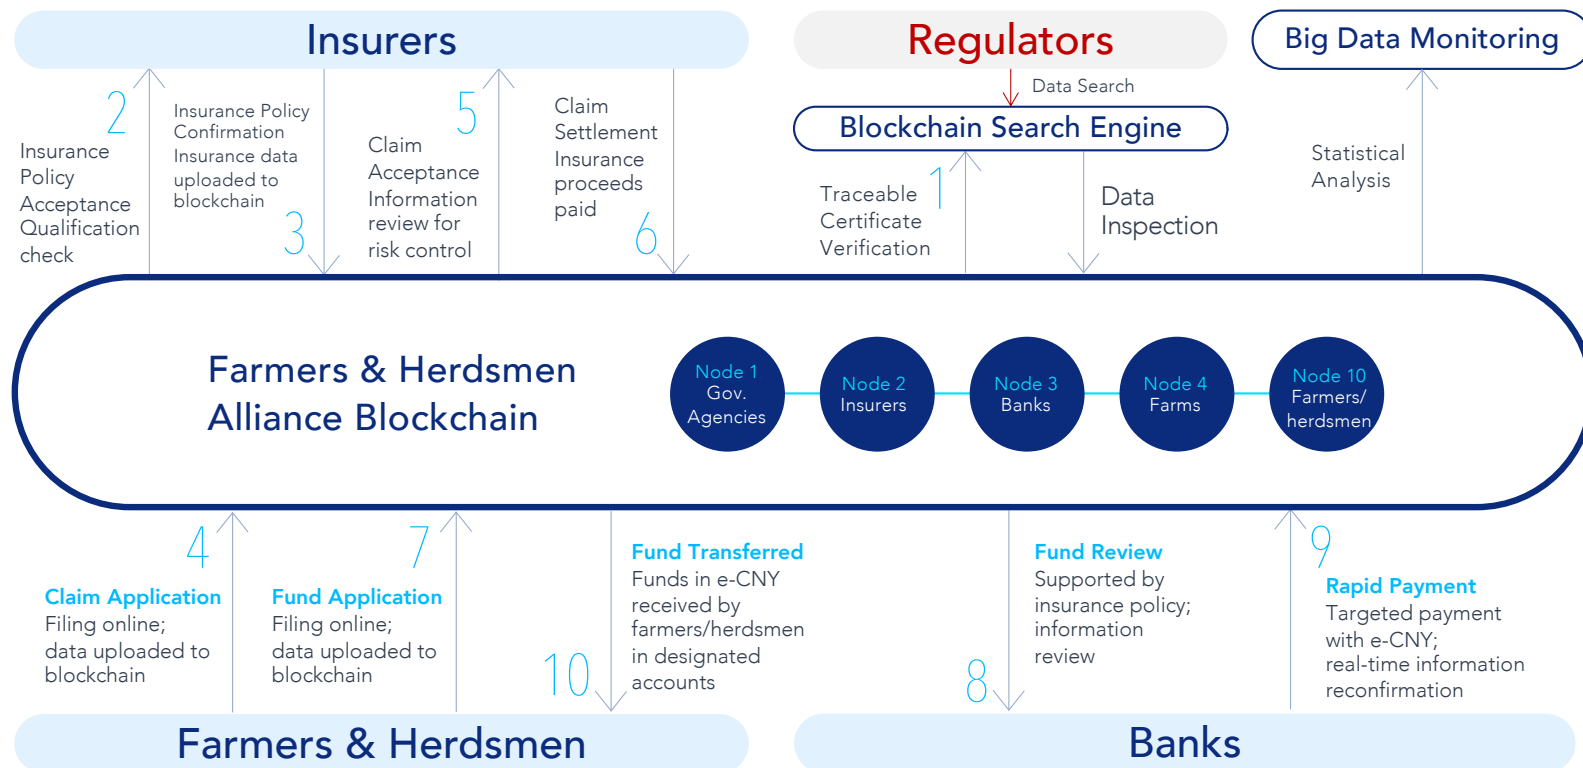 Insurers
Regulators
Big Data Monitoring
Data Search
Blockchain Search Engine
2
Insurance
Policy
Acceptance
Qualification
check
Insurance Policy
Confirmation
Insurance data
uploaded to
blockchain
3
5
Claim
Acceptance
Information
review for
risk control
Claim
Settlement
Insurance
proceeds
paid
6
1
Traceable
Certificate
Verification
Data
Inspection
Statistical
Analysis
Farmers & Herdsmen
Alliance Blockchain
Node 1
Gov.
Agencies
Node 2
Insurers
Node 3
Banks
Node 4
Farms
Node 10
Farmers/
herdsmen
4
Claim Application
Filing online;
data uploaded to
blockchain
7
Fund Application
Filing online;
data uploaded to
blockchain
10
Fund Transferred
Funds in e-CNY
received by
farmers/herdsmen
in designated
accounts
8
Fund Review
Supported by
insurance policy;
information
review
9
Rapid Payment
Targeted payment
with e-CNY;
real-time information
reconfirmation
Farmers & Herdsmen
Banks